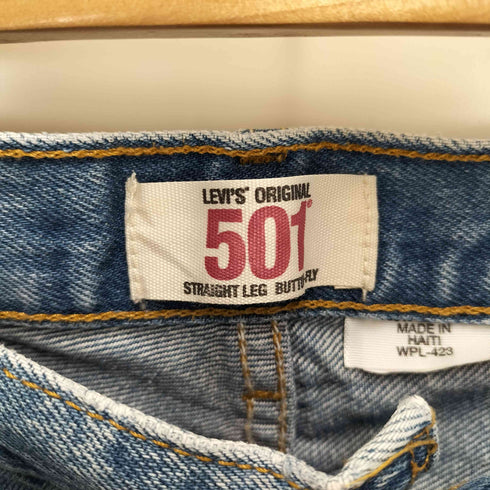 LEVI'S® ORIGINAL
501®
STRAIGHT LEG BUTTON-FLY
MADE IN
HAITI
WPL-423